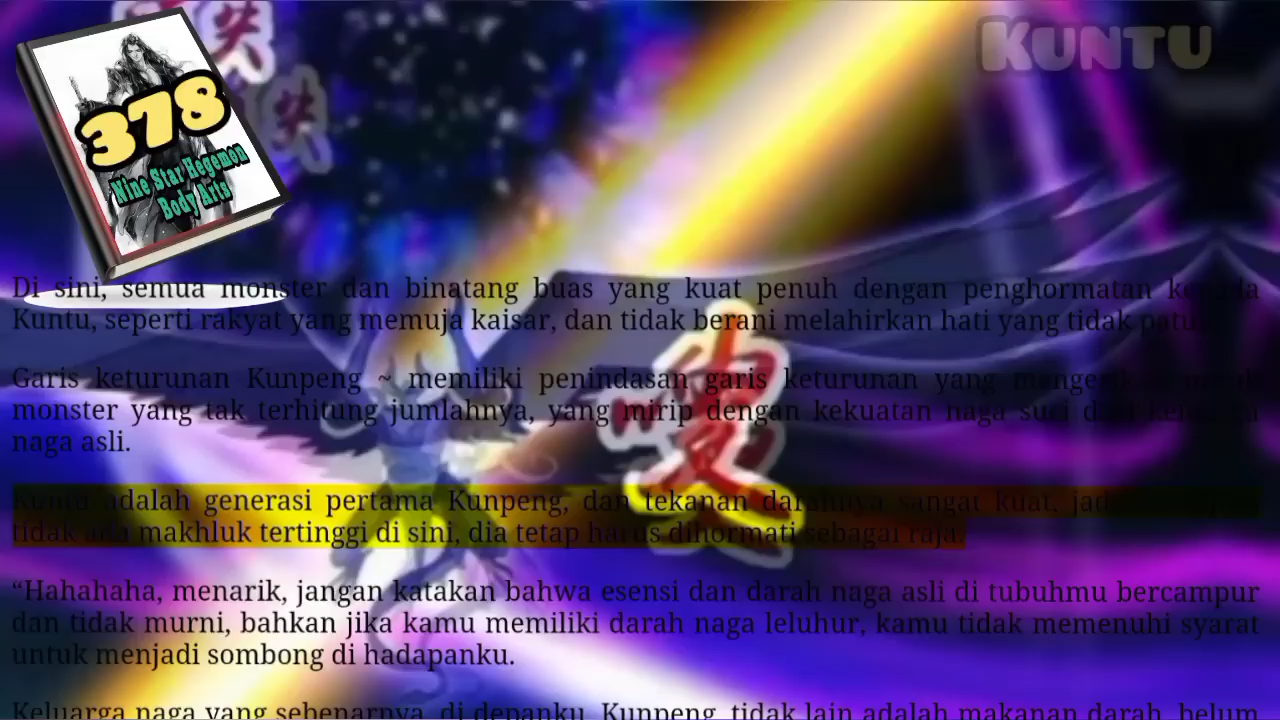 KUNTU
378
Nine Star Hegemon
Body Arts
Di sini, semua monster dan binatang buas yang kuat penuh dengan penghormatan kepada
Kuntu, seperti rakyat yang memuja kaisar, dan tidak berani melahirkan hati yang tidak patuh.
Garis keturunan Kunpeng ~ memiliki penindasan garis keturunan yang
monster yang tak terhitung jumlahnya, yang mirip dengan kekuatan naga suci
naga asli.
Kuntu adalah generasi pertama Kunpeng, dan tekanan darahnya sangat kuat,
tidak ada makhluk tertinggi di sini, dia tetap harus dihormati sebagai raja.
“Hahahaha, menarik, jangan katakan bahwa esensi dan darah naga asli di tubuhmu bercampur
dan tidak murni, bahkan jika kamu memiliki darah naga leluhur, kamu tidak memenuhi syarat
untuk menjadi sombong di hadapanku.
Keluarga naga yang sebenarnya, di depanku, Kunpeng, tidak lain adalah makanan darah, belum